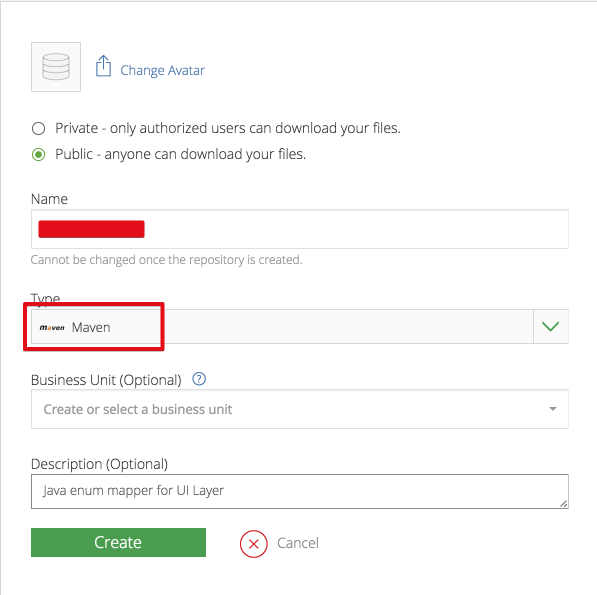 Change Avatar
Private - only authorized users can download your files.
Public - anyone can download your files.
Name
Cannot be changed once the repository is created.
Type
maven Maven
Business Unit (Optional) ?
Create or select a business unit
Description (Optional)
Java enum mapper for UI Layer
Create Cancel